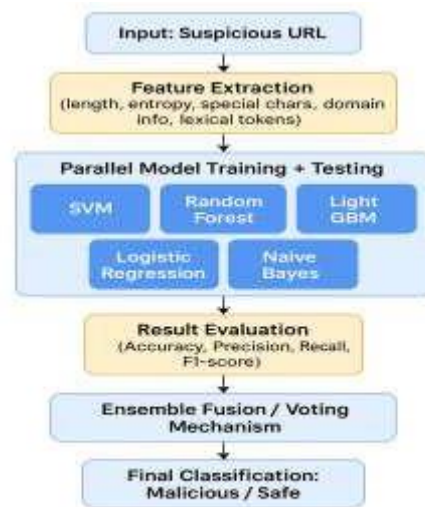 Input: Suspicious URL
Feature Extraction
(length, entropy, special chars, domain
info, lexical tokens)
Parallel Model Training + Testing
SVM
Random
Forest
Light
GBM
Logistic
Regression
Naive
Bayes
Result Evaluation
(Accuracy, Precision, Recall,
F1-score)
Ensemble Fusion / Voting
Mechanism
Final Classification:
Malicious / Safe